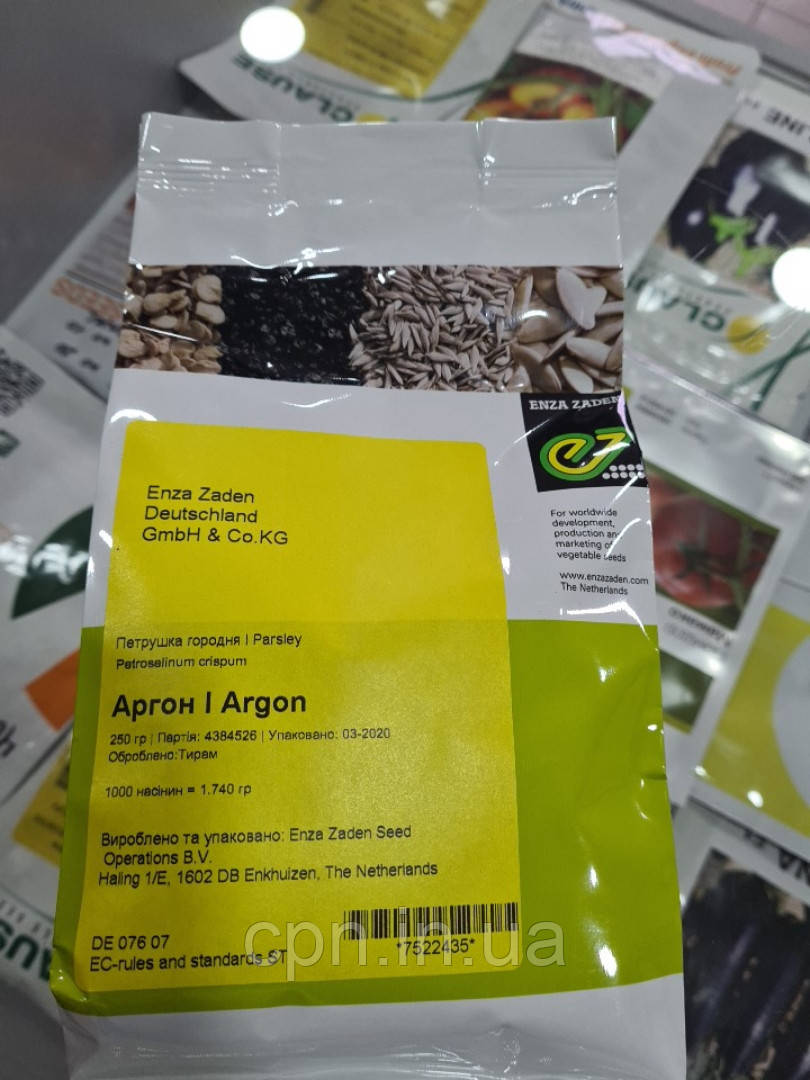 CLAUSE
CLAUSE
ENZA ZADEN
Enza Zaden
Deutschland
GmbH & Co.KG
For worldwide
development,
production and
marketing of
vegetable seeds
www.enzazaden.com
The Netherlands
Петрушка городня | Parsley
Petroselinum crispum
Аргон | Argon
250 гр | Партія: 4384526 | Упаковано: 03-2020
Оброблено:Тирам
1000 насінин = 1.740 гр
Вироблено та упаковано: Enza Zaden Seed
Operations B.V.
Haling 1/E, 1602 DB Enkhuizen, The Netherlands
*7522435*
DE 076 07
EC-rules and standards ST
cpn.in.ua